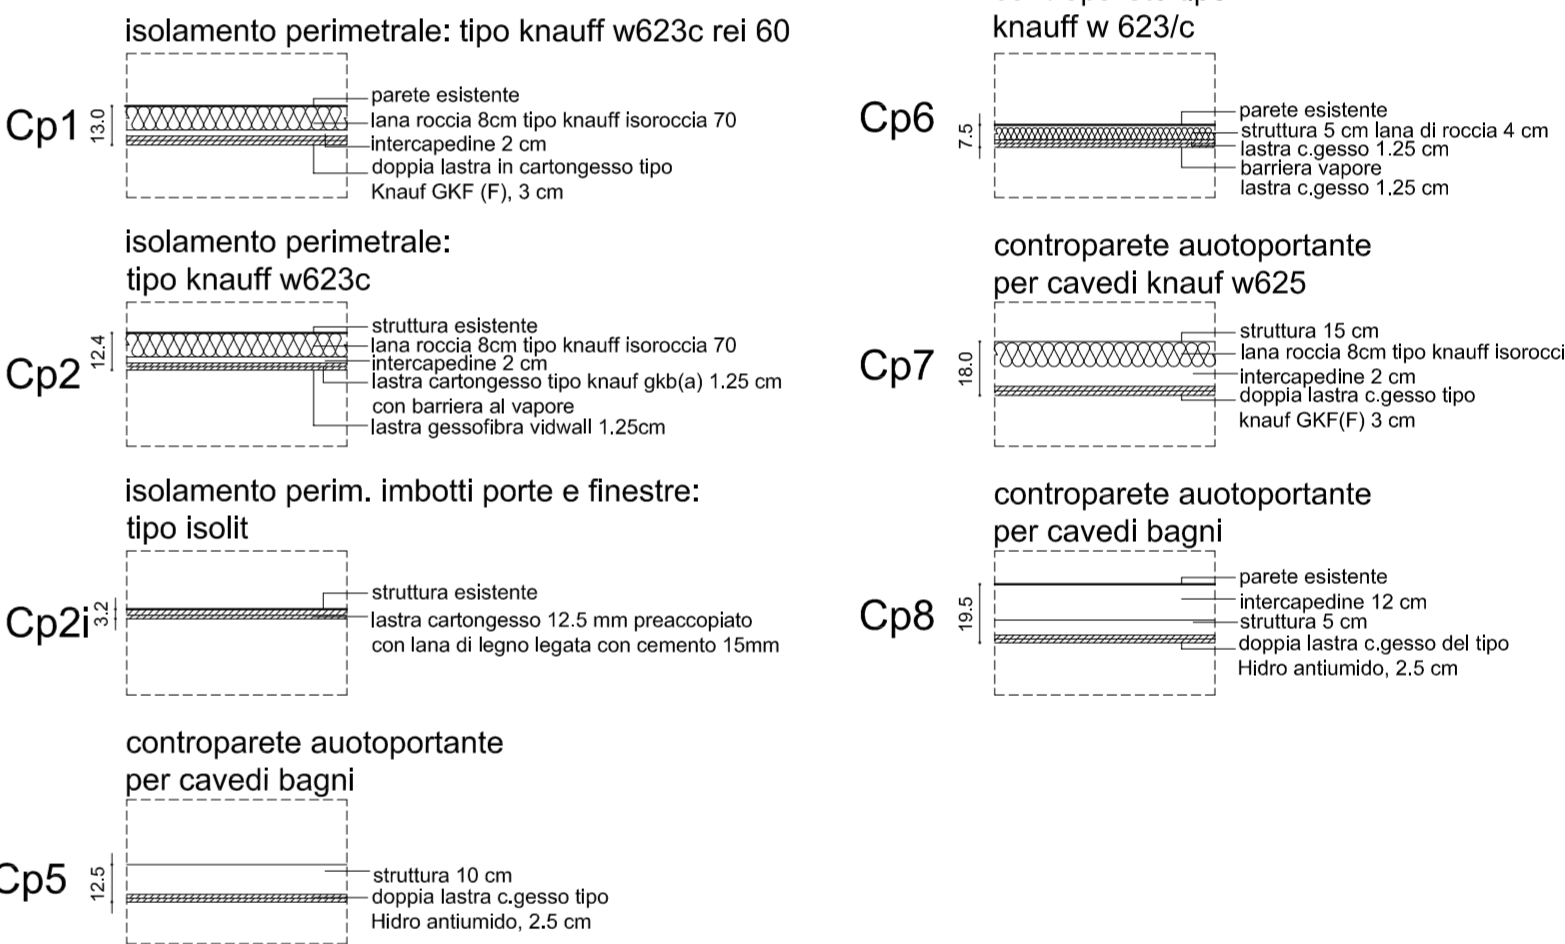 isolamento perimetrale: tipo knauff w623c rei 60
Cp1
13.0
parete esistente
lana roccia 8cm tipo knauff isoroccia 70
intercapedine 2 cm
doppia lastra in cartongesso tipo
Knauf GKF (F), 3 cm
isolamento perimetrale:
tipo knauff w623c
Cp2
12.4
struttura esistente
lana roccia 8cm tipo knauff isoroccia 70
intercapedine 2 cm
lastra cartongesso tipo knauf gkb(a) 1.25 cm
con barriera al vapore
lastra gessofibra vidwall 1.25cm
isolamento perim. imbotti porte e finestre:
tipo isolit
Cp2i
3.2
struttura esistente
lastra cartongesso 12.5 mm preaccopiato
con lana di legno legata con cemento 15mm
controparete auotoportante
per cavedi bagni
Cp5
12.5
struttura 10 cm
doppia lastra c.gesso tipo
Hidro antiumido, 2.5 cm
knauff w 623/c
Cp6
7.5
parete esistente
struttura 5 cm lana di roccia 4 cm
lastra c.gesso 1.25 cm
barriera vapore
lastra c.gesso 1.25 cm
controparete auotoportante
per cavedi knauf w625
Cp7
18.0
struttura 15 cm
lana roccia 8cm tipo knauff isorocci
intercapedine 2 cm
doppia lastra c.gesso tipo
knauf GKF(F) 3 cm
controparete auotoportante
per cavedi bagni
Cp8
19.5
parete esistente
intercapedine 12 cm
struttura 5 cm
doppia lastra c.gesso del tipo
Hidro antiumido, 2.5 cm